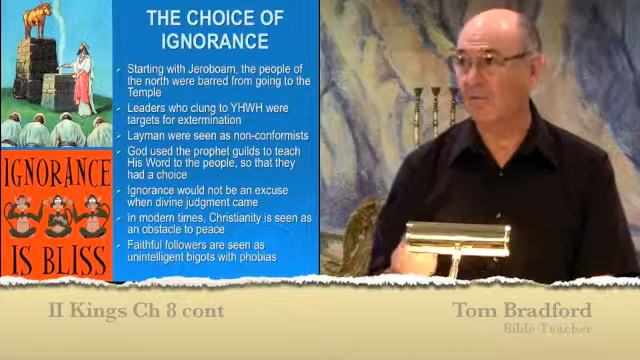 THE CHOICE OF
IGNORANCE
Starting with Jeroboam, the people of
the north were barred from going to the
Temple
Leaders who clung to YHWH were
targets for extermination
Layman were seen as non-conformists
God used the prophet guilds to teach
His Word to the people, so that they
had a choice
Ignorance would not be an excuse
when divine judgment came
In modern times, Christianity is seen as
an obstacle to peace
Faithful followers are seen as
unintelligent bigots with phobias
IGNORANCE
IS BLISS
II Kings Ch 8 cont
Tom Bradford
Bible Teacher